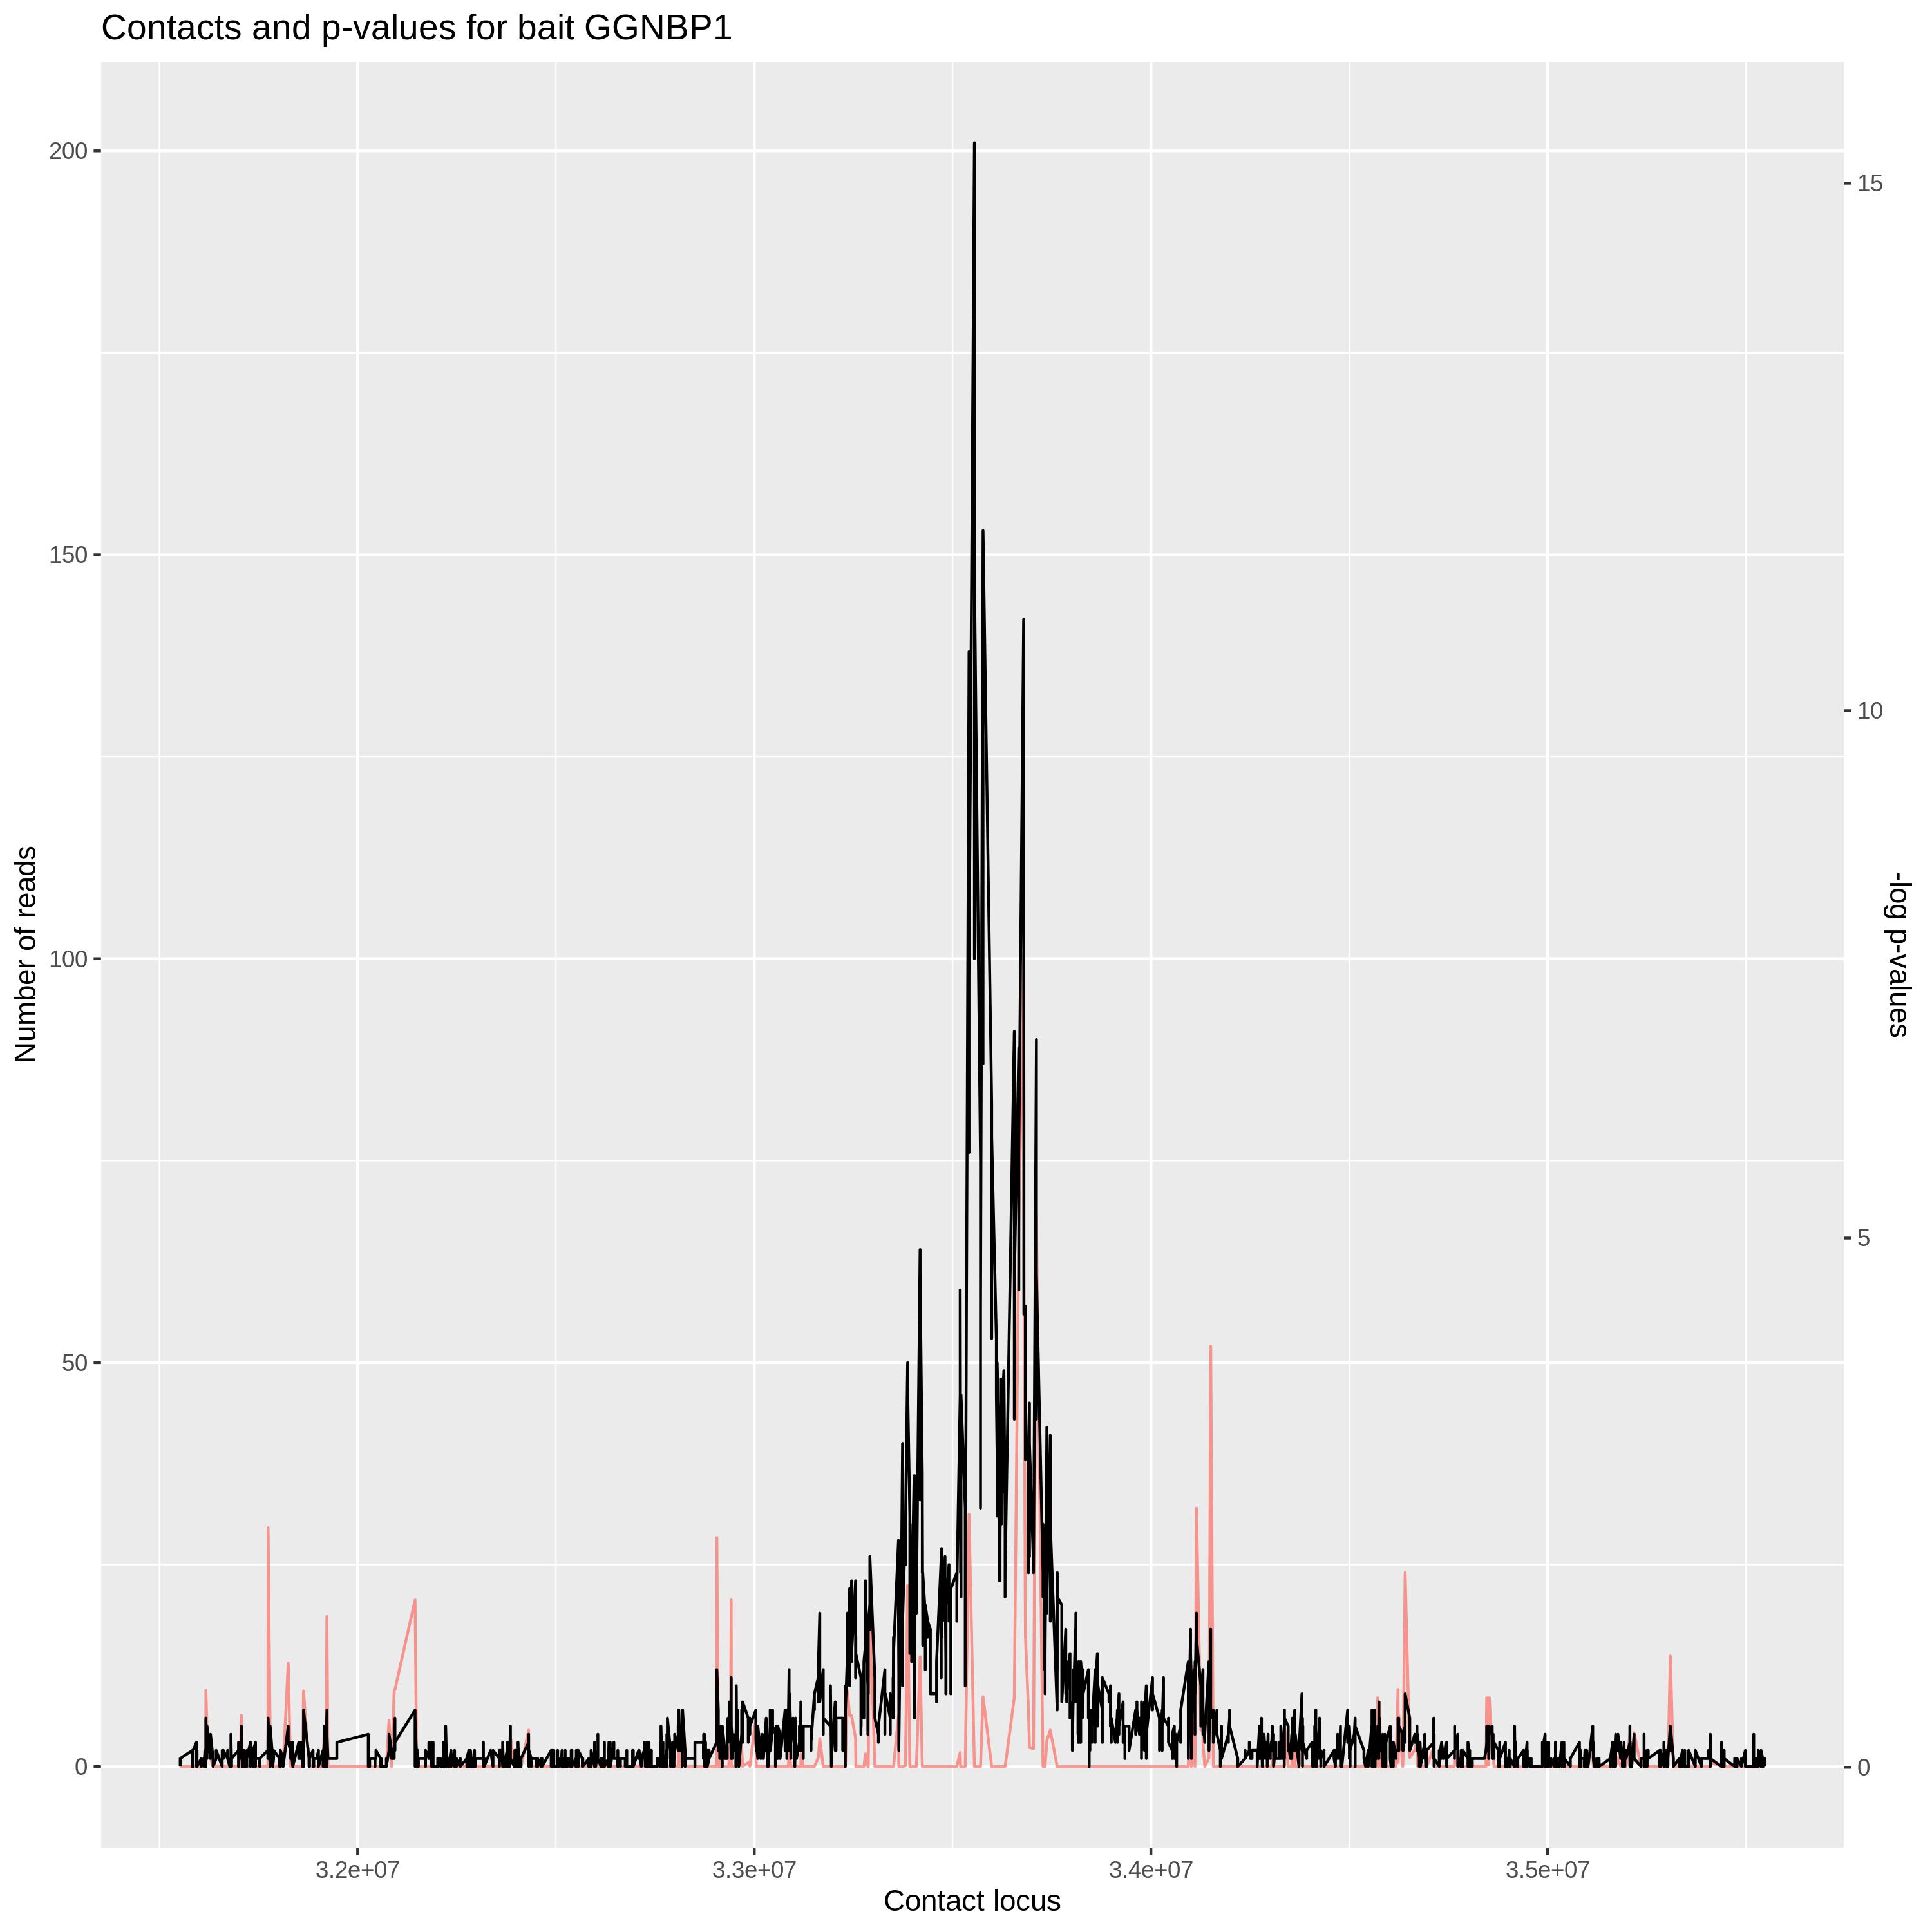 Contacts and p-values for bait GGNBP1
200
150
100
50
0
Number of reads
15
10
5
0
-log p-values
3.2e+07
3.3e+07
3.4e+07
3.5e+07
Contact locus